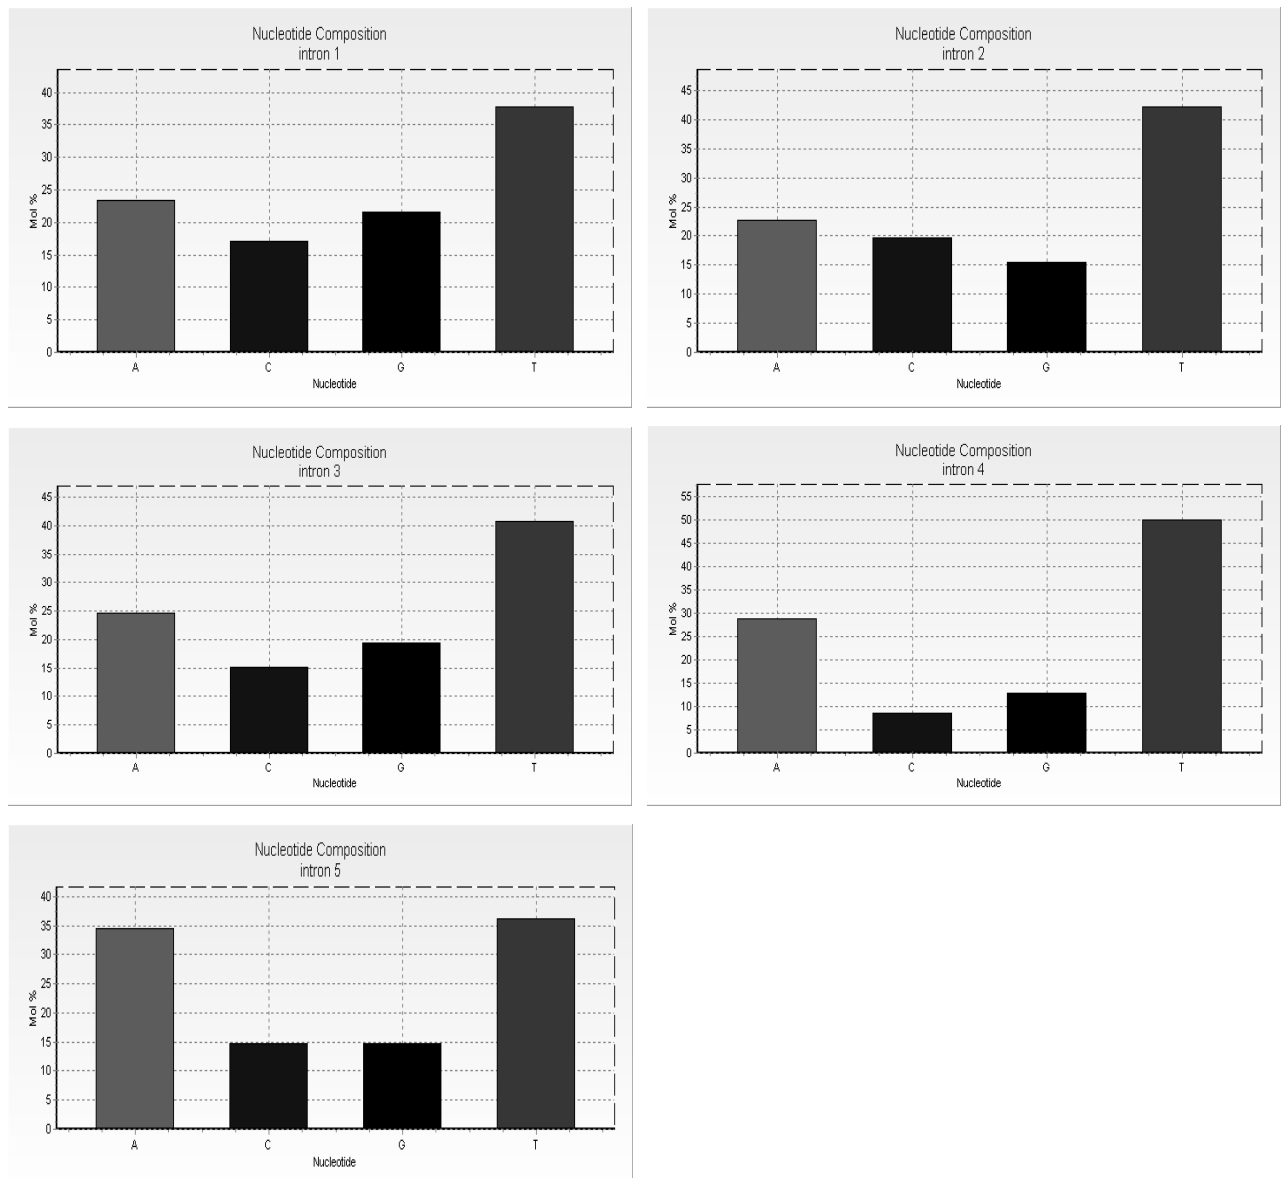 Nucleotide Composition
intron 1
40
35
30
25
20
15
10
5
0
Mol %
A C G T
Nucleotide
Nucleotide Composition
intron 2
45
40
35
30
25
20
15
10
5
0
Mol %
A C G T
Nucleotide
Nucleotide Composition
intron 3
45
40
35
30
25
20
15
10
5
0
Mol %
A C G T
Nucleotide
Nucleotide Composition
intron 4
55
50
45
40
35
30
25
20
15
10
5
0
Mol %
A C G T
Nucleotide
Nucleotide Composition
intron 5
40
35
30
25
20
15
10
5
0
Mol %
A C G T
Nucleotide